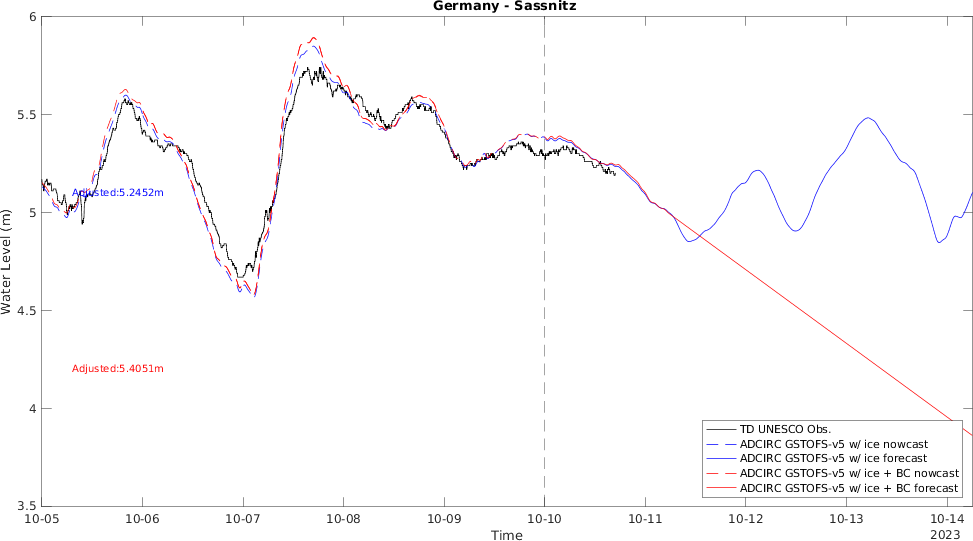 Germany - Sassnitz
6
5.5
5
4.5
4
3.5
Water Level (m)
Adjusted:5.2452m
Adjusted:5.4051m
TD UNESCO Obs.
ADCIRC GSTOFS-v5 w/ ice nowcast
ADCIRC GSTOFS-v5 w/ ice forecast
ADCIRC GSTOFS-v5 w/ ice + BC nowcast
ADCIRC GSTOFS-v5 w/ ice + BC forecast
10-05 10-06 10-07 10-08 10-09 10-10 10-11 10-12 10-13 10-14
Time
2023